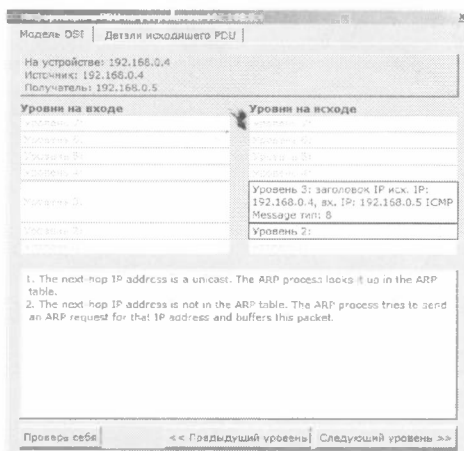 Модель OSI
Детали исходящего PDU
На устройстве: 192.168.0.4
Источник: 192.168.0.4
Получатель: 192.168.0.5
Уровни на входе
Уровни на исходе
Уровень 3: заголовок IP исх. IP:
192.168.0.4, вх. IP: 192.168.0.5 ICMP
Message тип: 8
Уровень 2:
1. The next-hop IP address is a unicast. The ARP process looks it up in the ARP
table.
2. The next-hop IP address is not in the ARP table. The ARP process tries to send
an ARP request for that IP address and buffers this packet.
Проверь себя
<< Предыдущий уровень
Следующий уровень >>